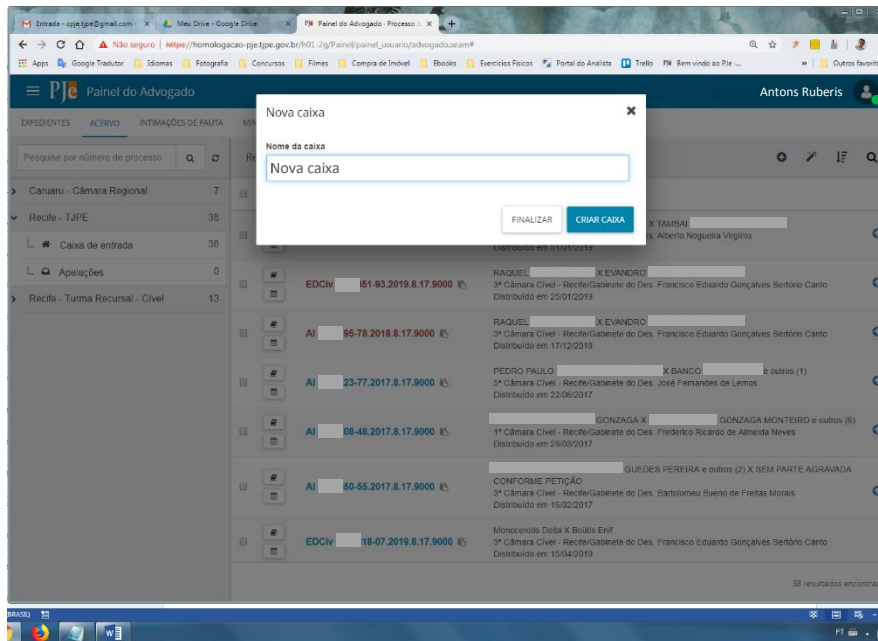 Entrada - cpje.tjpe@gmail.com
Meu Drive - Google Drive
Painel do Advogado · Processo J
Não seguro | https://homologacao-pje.tjpe.gov.br/h01-2g/Painel/painel_usuario/advogado.seam#
Apps Google Tradutor Idiomas Fotografia Concursos Filmes Compra de Imóvel Ebooks Exercícios Físicos Portal do Analista Trello Bem vindo ao PJe -... » Outros favorit
PJe Painel do Advogado
Antons Ruberis
EXPEDIENTES ACERVO INTIMAÇÕES DE PAUTA MIN
Nova caixa
Nome da caixa
Nova caixa
FINALIZAR CRIAR CAIXA
Pesquise por número de processo
Re
Caruaru - Câmara Regional 7
Recife - TJPE 38
Caixa de entrada 38
Apelações 0
Recife - Turma Recursal - Cível 13
X TAMBAI
es. Alberto Nogueira Virgínio
Distribuído em 31/01/2019
RAQUEL X EVANDRO
EDCiv 51-93.2019.8.17.9000
3ª Câmara Cível - Recife/Gabinete do Des. Francisco Eduardo Gonçalves Sertório Canto
Distribuído em 25/01/2019
RAQUEL X EVANDRO
AI 95-78.2018.8.17.9000
3ª Câmara Cível - Recife/Gabinete do Des. Francisco Eduardo Gonçalves Sertório Canto
Distribuído em 17/12/2018
PEDRO PAULO X BANCO e outros (1)
AI 23-77.2017.8.17.9000
5ª Câmara Cível - Recife/Gabinete do Des. José Fernandes de Lemos
Distribuído em 22/06/2017
GONZAGA X GONZAGA MONTEIRO e outros (6)
AI 08-48.2017.8.17.9000
1ª Câmara Cível - Recife/Gabinete do Des. Frederico Ricardo de Almeida Neves
Distribuído em 28/03/2017
GUEDES PEREIRA e outros (2) X SEM PARTE AGRAVADA
CONFORME PETIÇÃO
AI 50-55.2017.8.17.9000
3ª Câmara Cível - Recife/Gabinete do Des. Bartolomeu Bueno de Freitas Morais
Distribuído em 16/02/2017
Monocerotis Delta X Boötis Enif
EDCiv 18-07.2019.8.17.9000
3ª Câmara Cível - Recife/Gabinete do Des. Francisco Eduardo Gonçalves Sertório Canto
Distribuído em 15/04/2019
38 resultados encontra
BRASIL)
PT